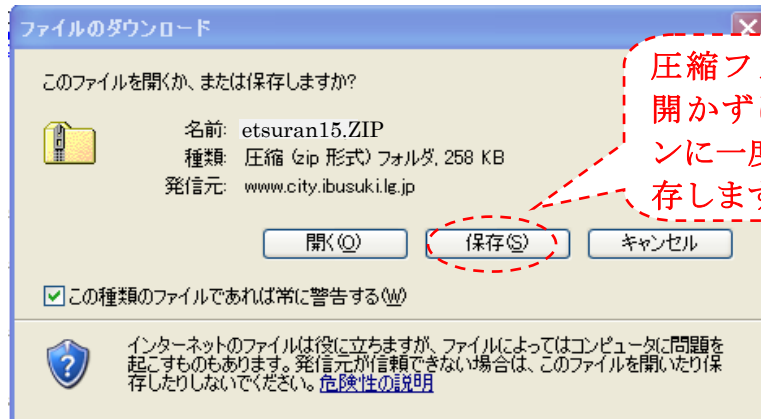 ファイルのダウンロード
このファイルを開くか、または保存しますか?
名前: etsuran15.ZIP
種類: 圧縮 (zip 形式) フォルダ, 258 KB
発信元: www.city.ibusuki.lg.jp
開く(O) 保存(S) キャンセル
この種類のファイルであれば常に警告する(W)
インターネットのファイルは役に立ちますが、ファイルによってはコンピュータに問題を
起こすものもあります。発信元が信頼できない場合は、このファイルを開いたり保
存したりしないでください。危険性の説明
圧縮フ
開かず
ンに一度
存します